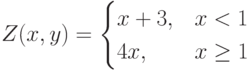 Z(x, y) = { x + 3, x < 1
4x, x ≥ 1